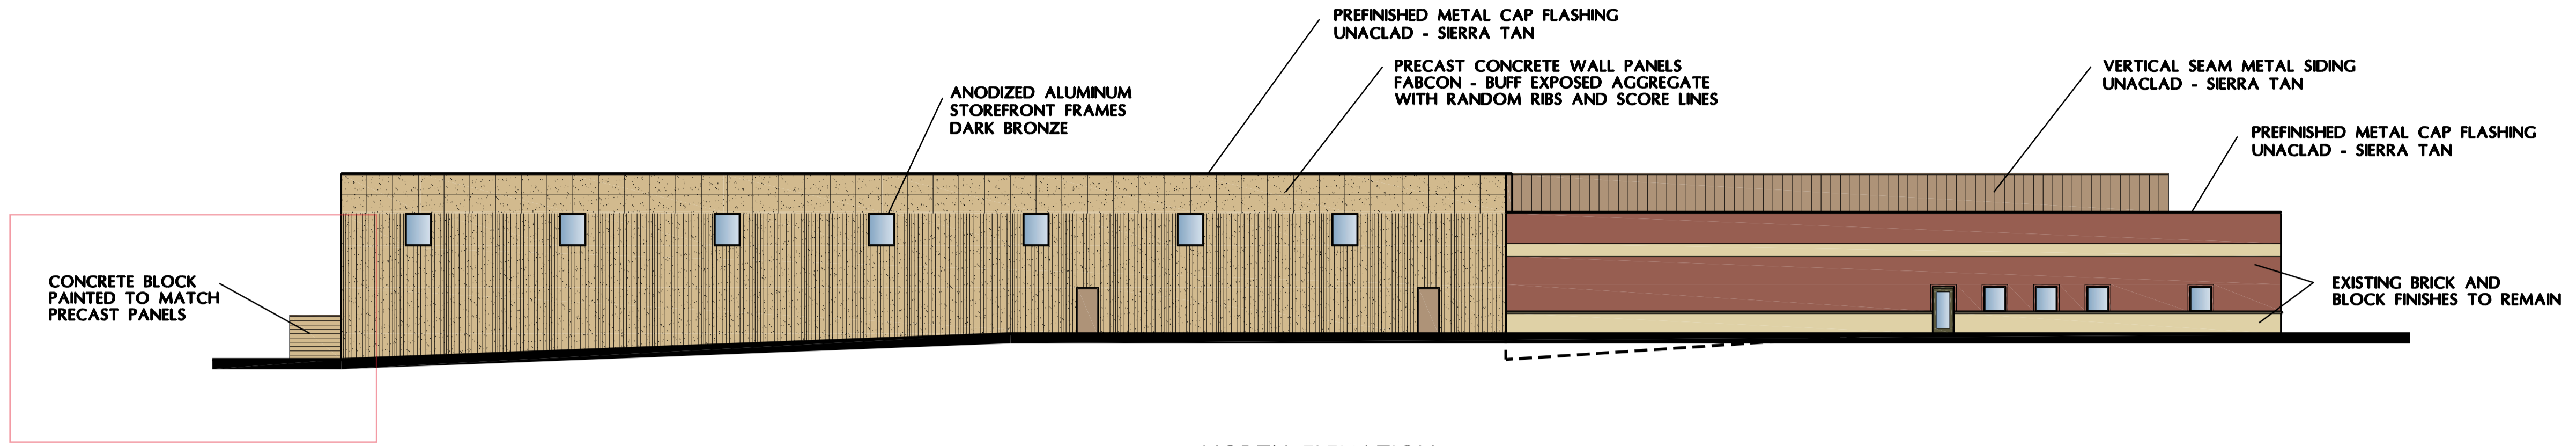 PREFINISHED METAL CAP FLASHING
UNACLAD - SIERRA TAN
PRECAST CONCRETE WALL PANELS
FABCON - BUFF EXPOSED AGGREGATE
WITH RANDOM RIBS AND SCORE LINES
VERTICAL SEAM METAL SIDING
UNACLAD - SIERRA TAN
ANODIZED ALUMINUM
STOREFRONT FRAMES
DARK BRONZE
PREFINISHED METAL CAP FLASHING
UNACLAD - SIERRA TAN
CONCRETE BLOCK
PAINTED TO MATCH
PRECAST PANELS
EXISTING BRICK AND
BLOCK FINISHES TO REMAIN